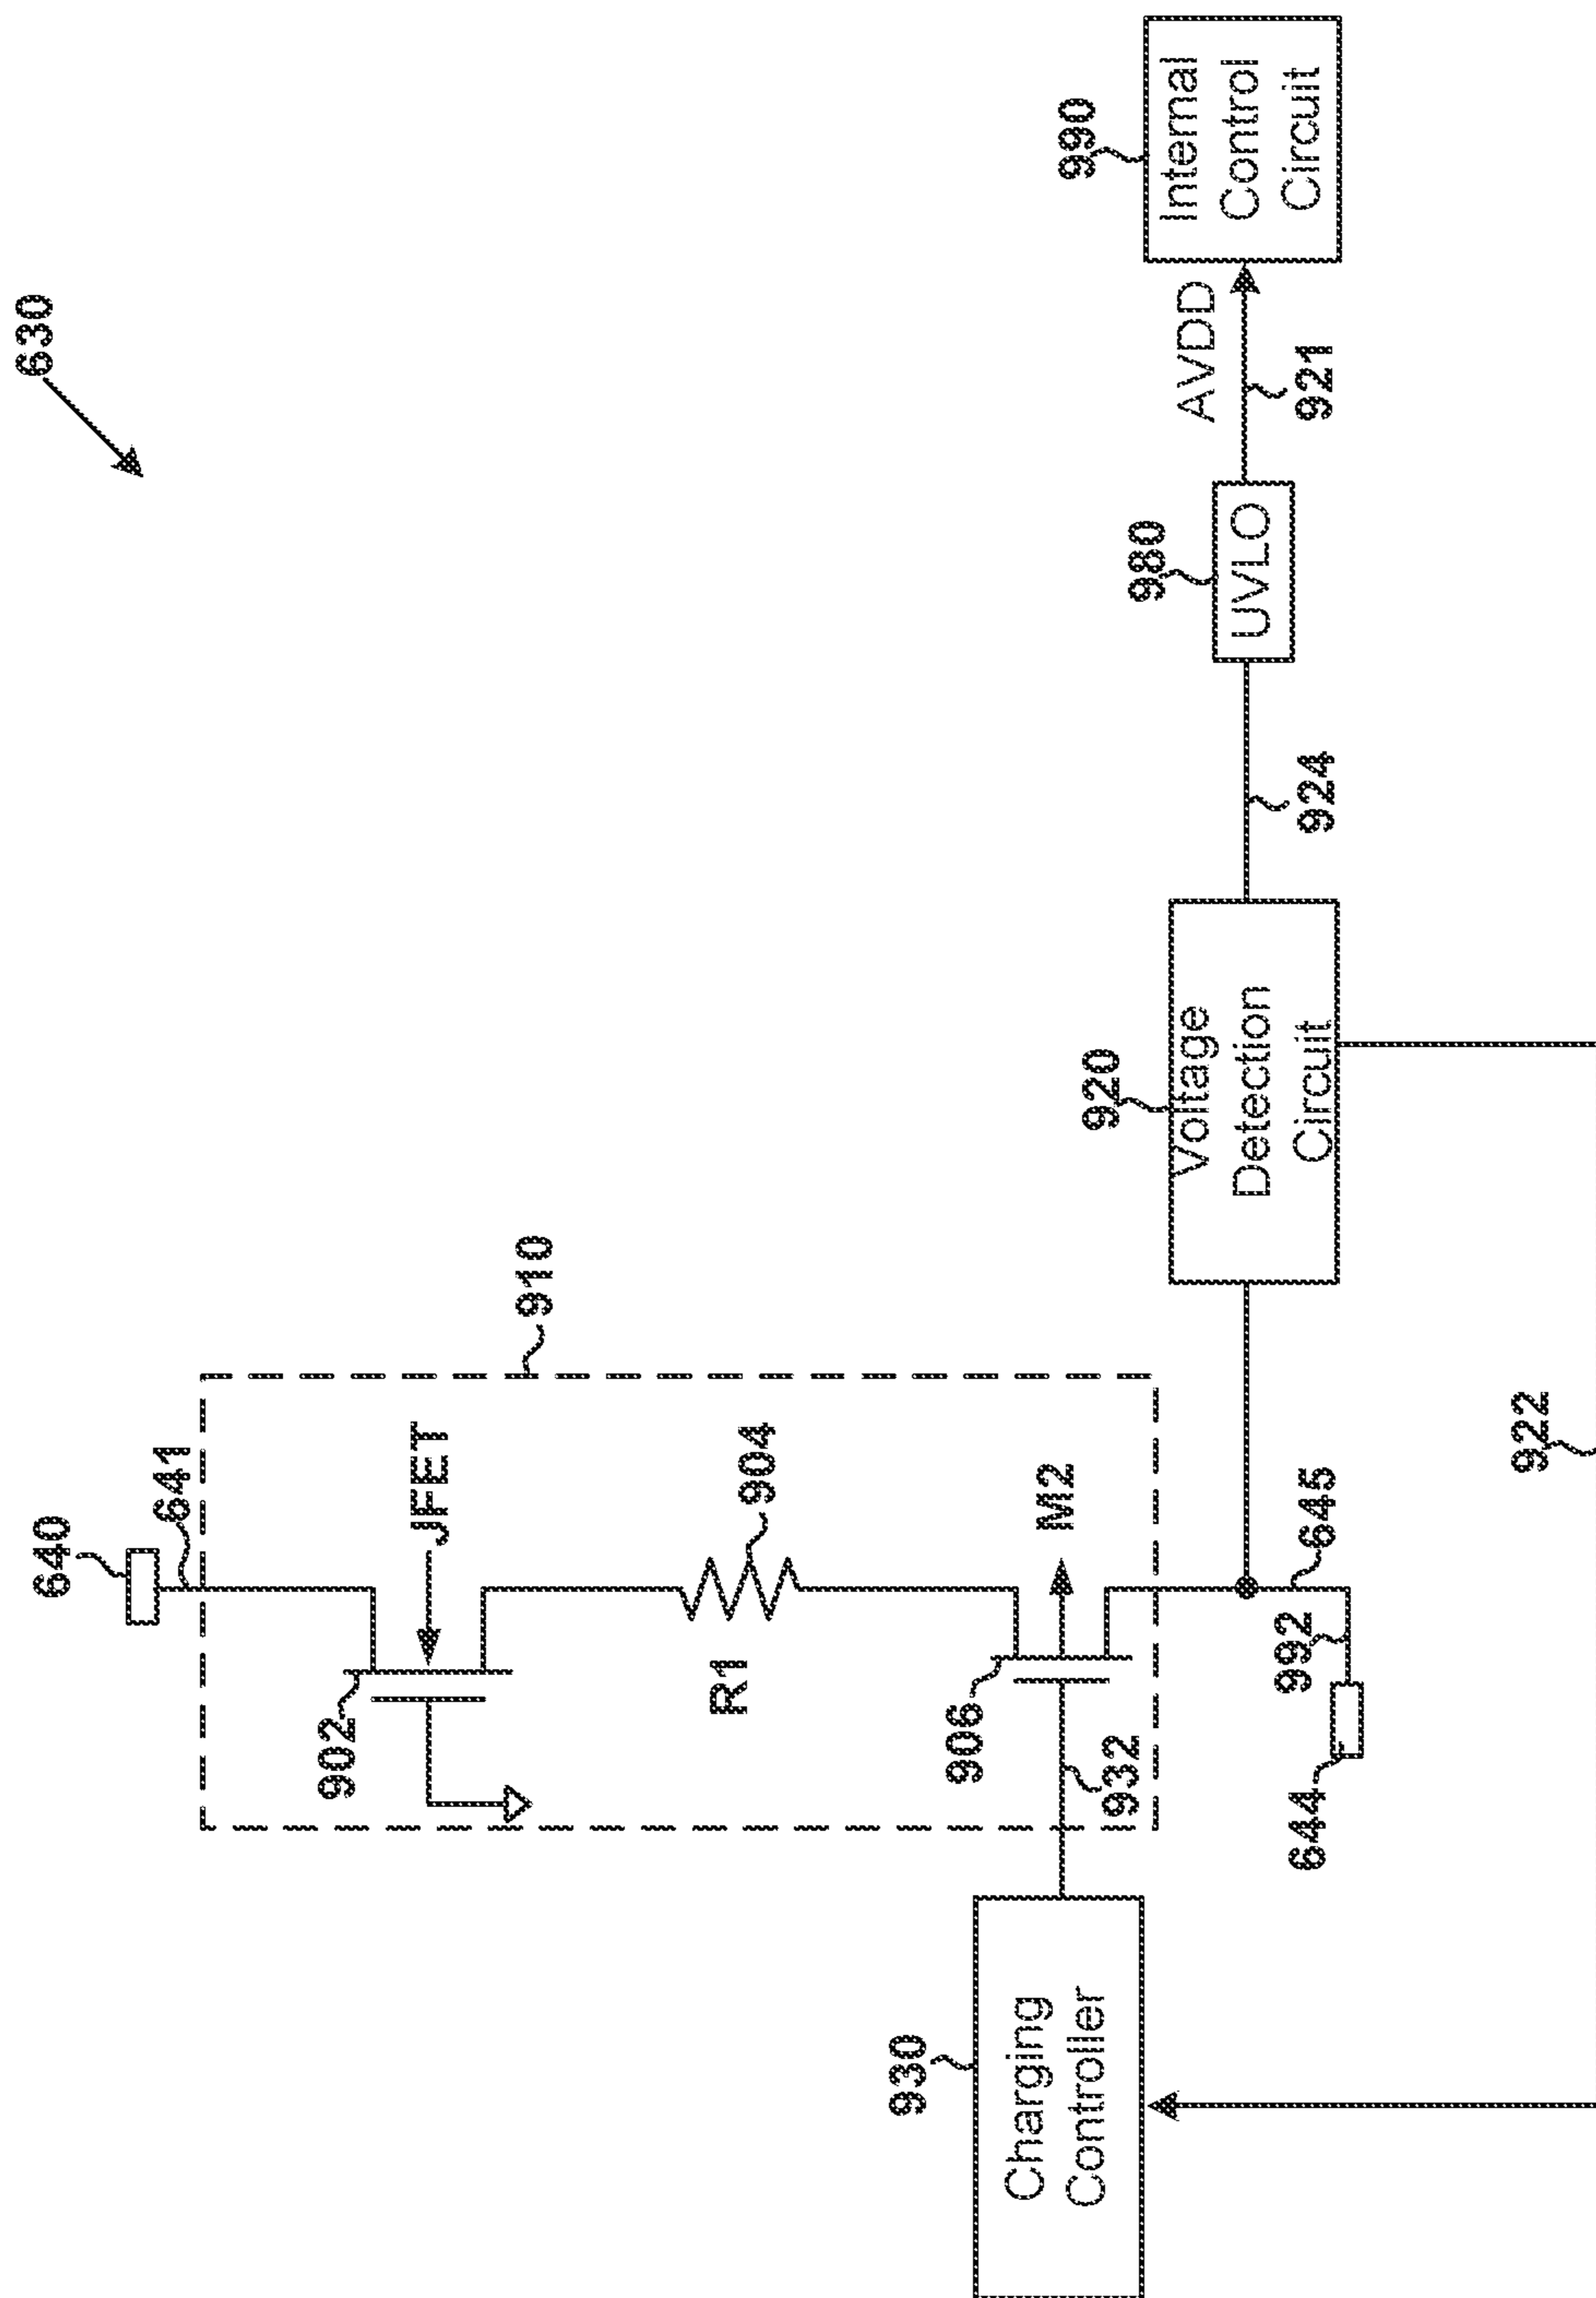 630
640
641
910
JFET
902
R1
904
906
M2
932
930
Charging
Controller
992
645
644
920
Voltage
Detection
Circuit
924
980
UVLO
AVDD
921
990
Internal
Control
Circuit
922